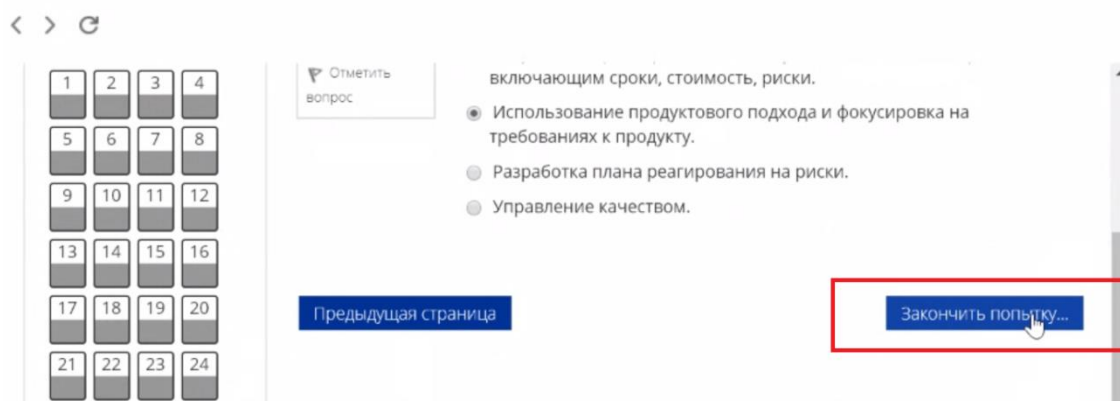 1 2 3 4
5 6 7 8
9 10 11 12
13 14 15 16
17 18 19 20
21 22 23 24
Отметить
вопрос
включающим сроки, стоимость, риски.
Использование продуктового подхода и фокусировка на
требованиях к продукту.
Разработка плана реагирования на риски.
Управление качеством.
Предыдущая страница
Закончить попытку...